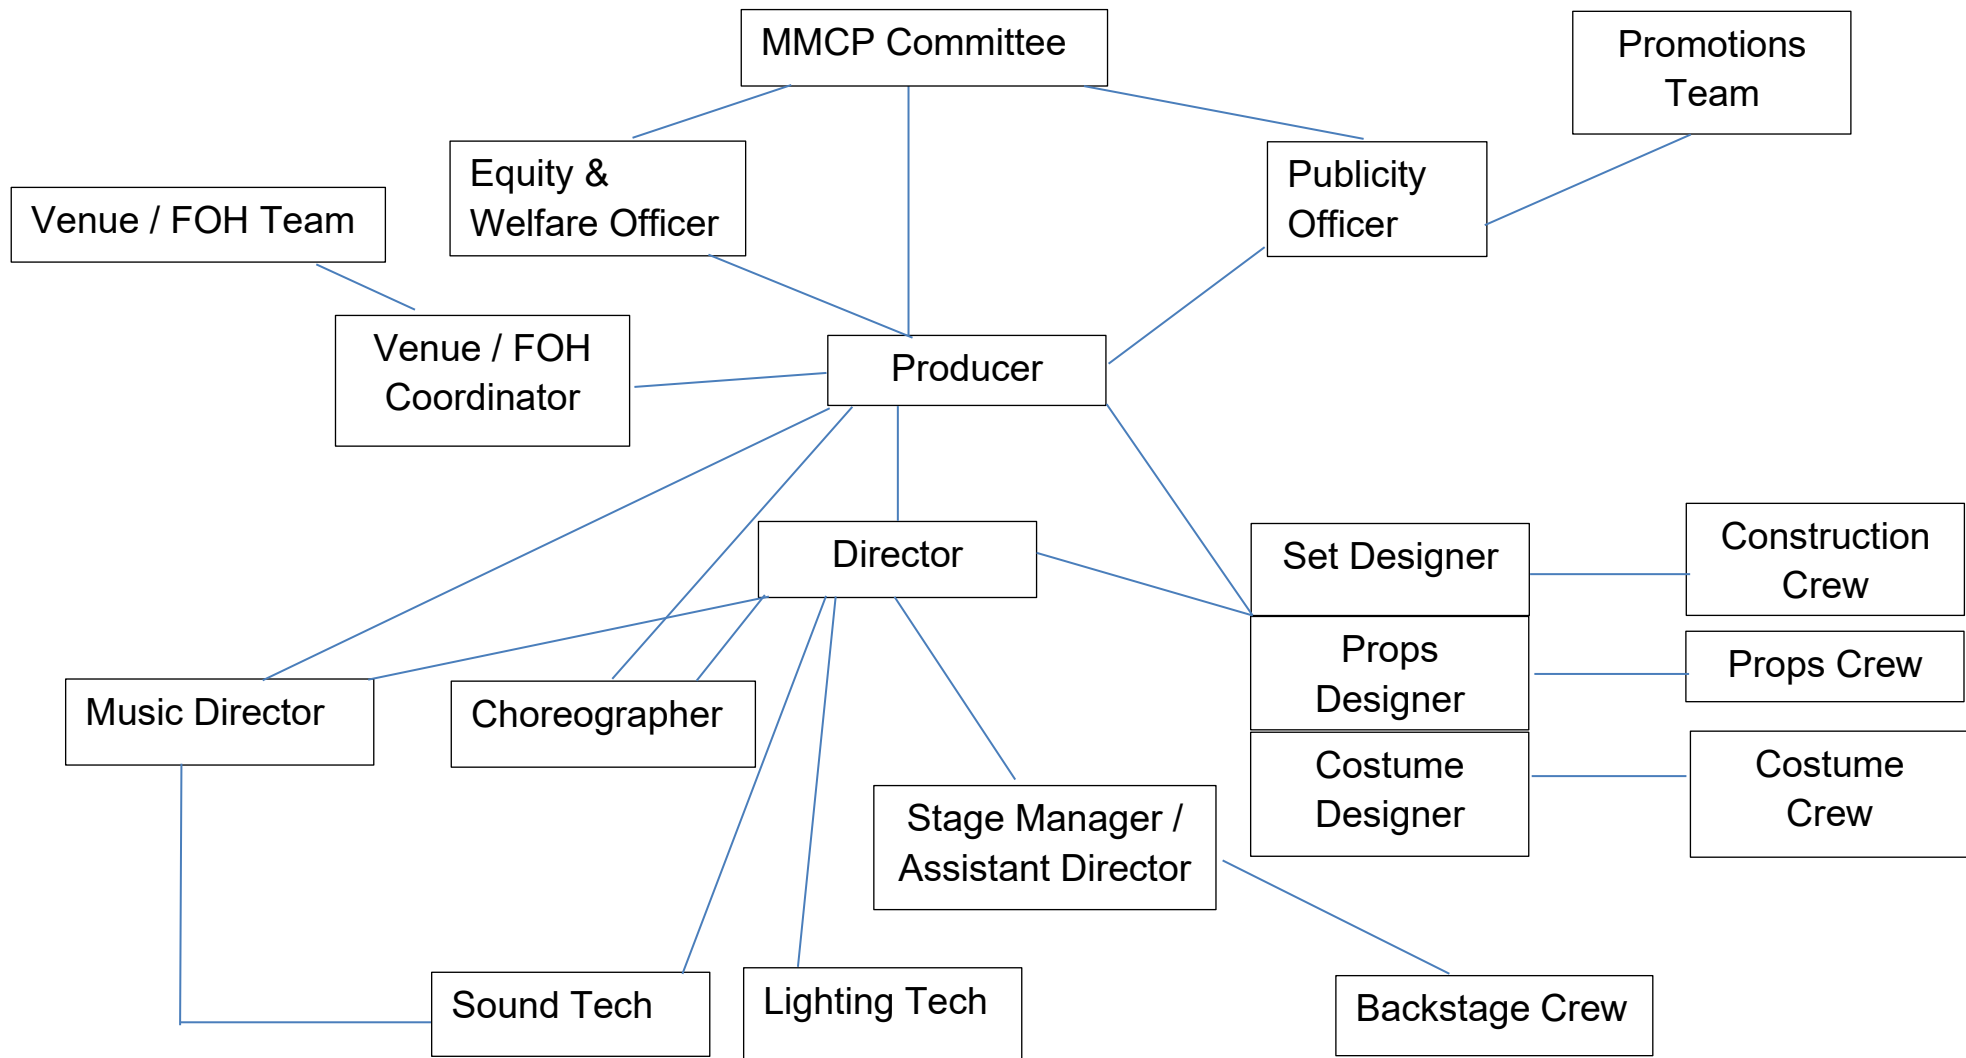 MMCP Committee
Promotions
Team
Equity &
Welfare Officer
Publicity
Officer
Venue / FOH Team
Venue / FOH
Coordinator
Producer
Director
Set Designer
Construction
Crew
Props
Designer
Props Crew
Music Director
Choreographer
Costume
Designer
Costume
Crew
Stage Manager /
Assistant Director
Sound Tech
Lighting Tech
Backstage Crew